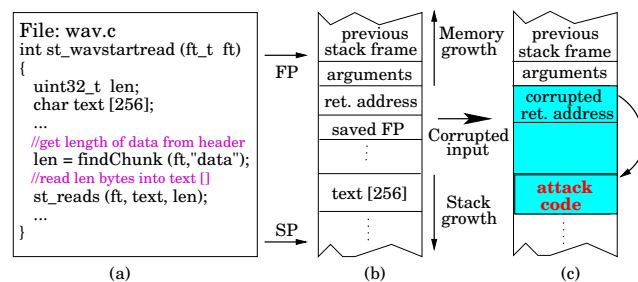 File: wav.c
int st_wavstartread (ft_t ft)
{
uint32_t len;
char text [256];
...
//get length of data from header
len = findChunk (ft,"data");
//read len bytes into text []
st_reads (ft, text, len);
...
}
(a)
FP
SP
previous
stack frame
arguments
ret. address
saved FP
text [256]
(b)
Memory
growth
Corrupted
input
Stack
growth
previous
stack frame
arguments
corrupted
ret. address
attack
code
(c)